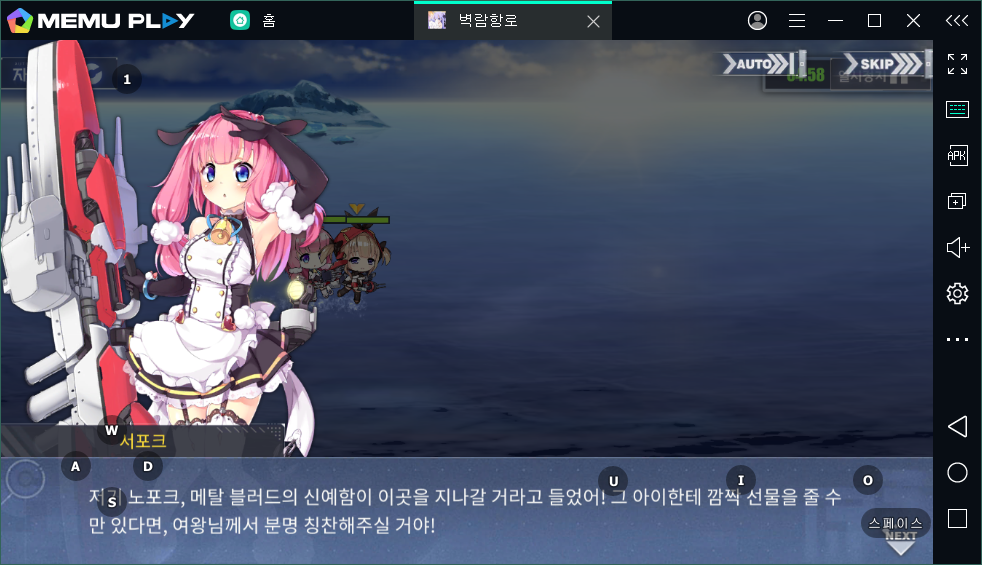 MEMU PLAY 홈 벽람항로
AUTO SKIP
:58
1
APK
W
서포크
A D U I O
S
노포크, 메탈 블러드의 신예함이 이곳을 지나갈 거라고 들었어! 그 아이한테 깜짝 선물을 줄 수
만 있다면, 여왕님께서 분명 칭찬해주실 거야!
스페이스
NEXT